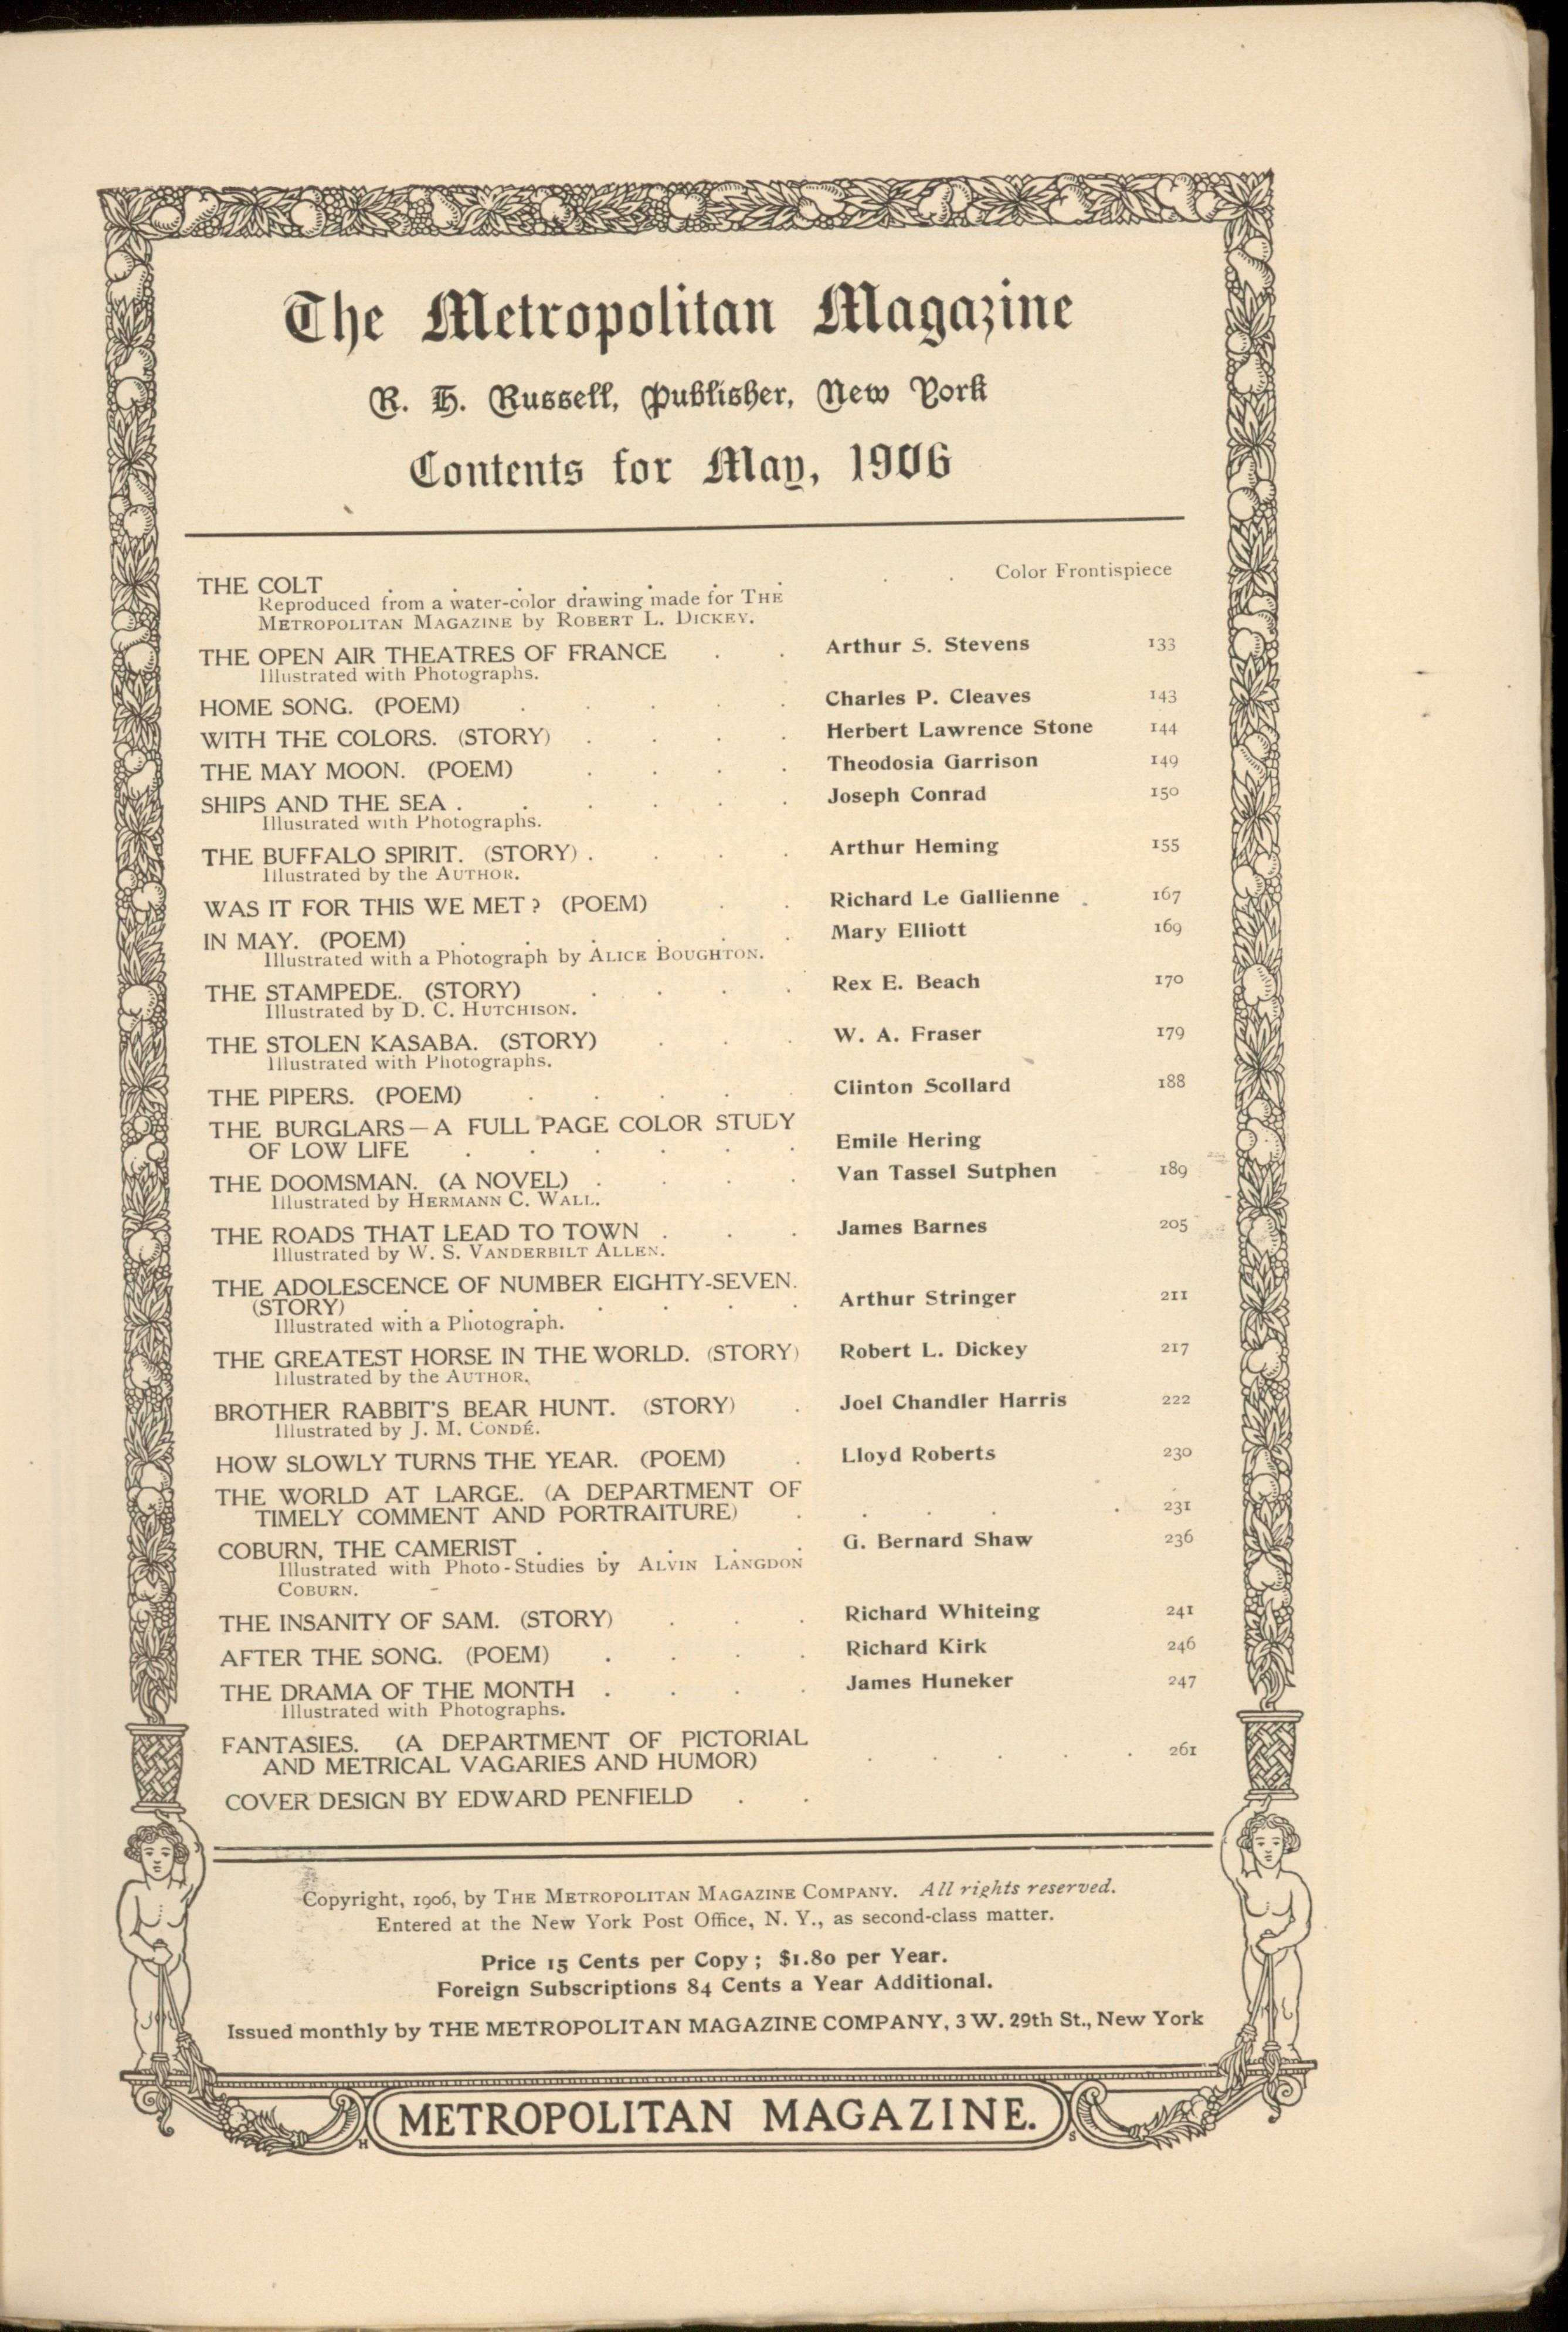 The Metropolitan Magazine
R. H. Russell, Publisher, New York
Contents for May, 1906
THE COLT . . . . . . . . . Color Frontispiece
Reproduced from a water-color drawing made for THE
METROPOLITAN MAGAZINE by ROBERT L. DICKEY.
THE OPEN AIR THEATRES OF FRANCE . . Arthur S. Stevens 133
Illustrated with Photographs.
HOME SONG. (POEM) . . . . . Charles P. Cleaves 143
WITH THE COLORS. (STORY) . . . . Herbert Lawrence Stone 144
THE MAY MOON. (POEM) . . . . Theodosia Garrison 149
SHIPS AND THE SEA . . . . . . Joseph Conrad 150
Illustrated with Photographs.
THE BUFFALO SPIRIT. (STORY) . . . . Arthur Heming 155
Illustrated by the AUTHOR.
WAS IT FOR THIS WE MET? (POEM) . . Richard Le Gallienne . 167
IN MAY. (POEM) . . . . . . Mary Elliott 169
Illustrated with a Photograph by ALICE BOUGHTON.
THE STAMPEDE. (STORY) . . . . Rex E. Beach 170
Illustrated by D. C. HUTCHISON.
THE STOLEN KASABA. (STORY) . . . W. A. Fraser 179
Illustrated with Photographs.
THE PIPERS. (POEM) . . . . . Clinton Scollard 188
THE BURGLARS—A FULL PAGE COLOR STUDY
OF LOW LIFE . . . . . . Emile Hering
THE DOOMSMAN. (A NOVEL) . . . . Van Tassel Sutphen 189
Illustrated by HERMANN C. WALL.
THE ROADS THAT LEAD TO TOWN . . . James Barnes 205
Illustrated by W. S. VANDERBILT ALLEN.
THE ADOLESCENCE OF NUMBER EIGHTY-SEVEN.
(STORY) . . . . . . . Arthur Stringer 211
Illustrated with a Photograph.
THE GREATEST HORSE IN THE WORLD. (STORY) Robert L. Dickey 217
Illustrated by the AUTHOR.
BROTHER RABBIT'S BEAR HUNT. (STORY) . Joel Chandler Harris 222
Illustrated by J. M. CONDÉ.
HOW SLOWLY TURNS THE YEAR. (POEM) . Lloyd Roberts 230
THE WORLD AT LARGE. (A DEPARTMENT OF
TIMELY COMMENT AND PORTRAITURE) . . . . . 231
COBURN, THE CAMERIST . . . . . G. Bernard Shaw 236
Illustrated with Photo-Studies by ALVIN LANGDON
COBURN.
THE INSANITY OF SAM. (STORY) . . . Richard Whiteing 241
AFTER THE SONG. (POEM) . . . . Richard Kirk 246
THE DRAMA OF THE MONTH . . . . James Huneker 247
Illustrated with Photographs.
FANTASIES. (A DEPARTMENT OF PICTORIAL
AND METRICAL VAGARIES AND HUMOR) . . . . . 261
COVER DESIGN BY EDWARD PENFIELD . .
Copyright, 1906, by THE METROPOLITAN MAGAZINE COMPANY. All rights reserved.
Entered at the New York Post Office, N. Y., as second-class matter.
Price 15 Cents per Copy; $1.80 per Year.
Foreign Subscriptions 84 Cents a Year Additional.
Issued monthly by THE METROPOLITAN MAGAZINE COMPANY, 3 W. 29th St., New York
METROPOLITAN MAGAZINE.
H S